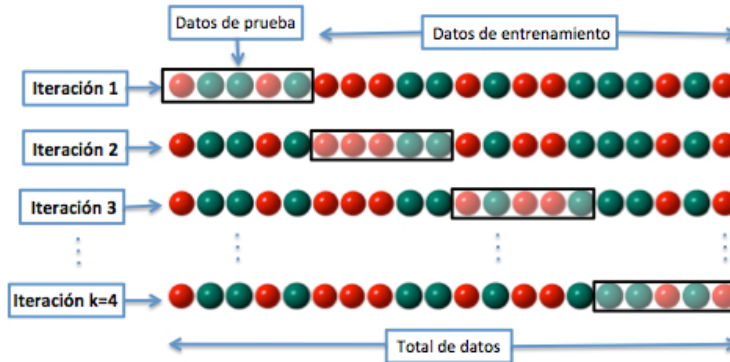 Datos de prueba
Datos de entrenamiento
Iteración 1
Iteración 2
Iteración 3
Iteración k=4
Total de datos